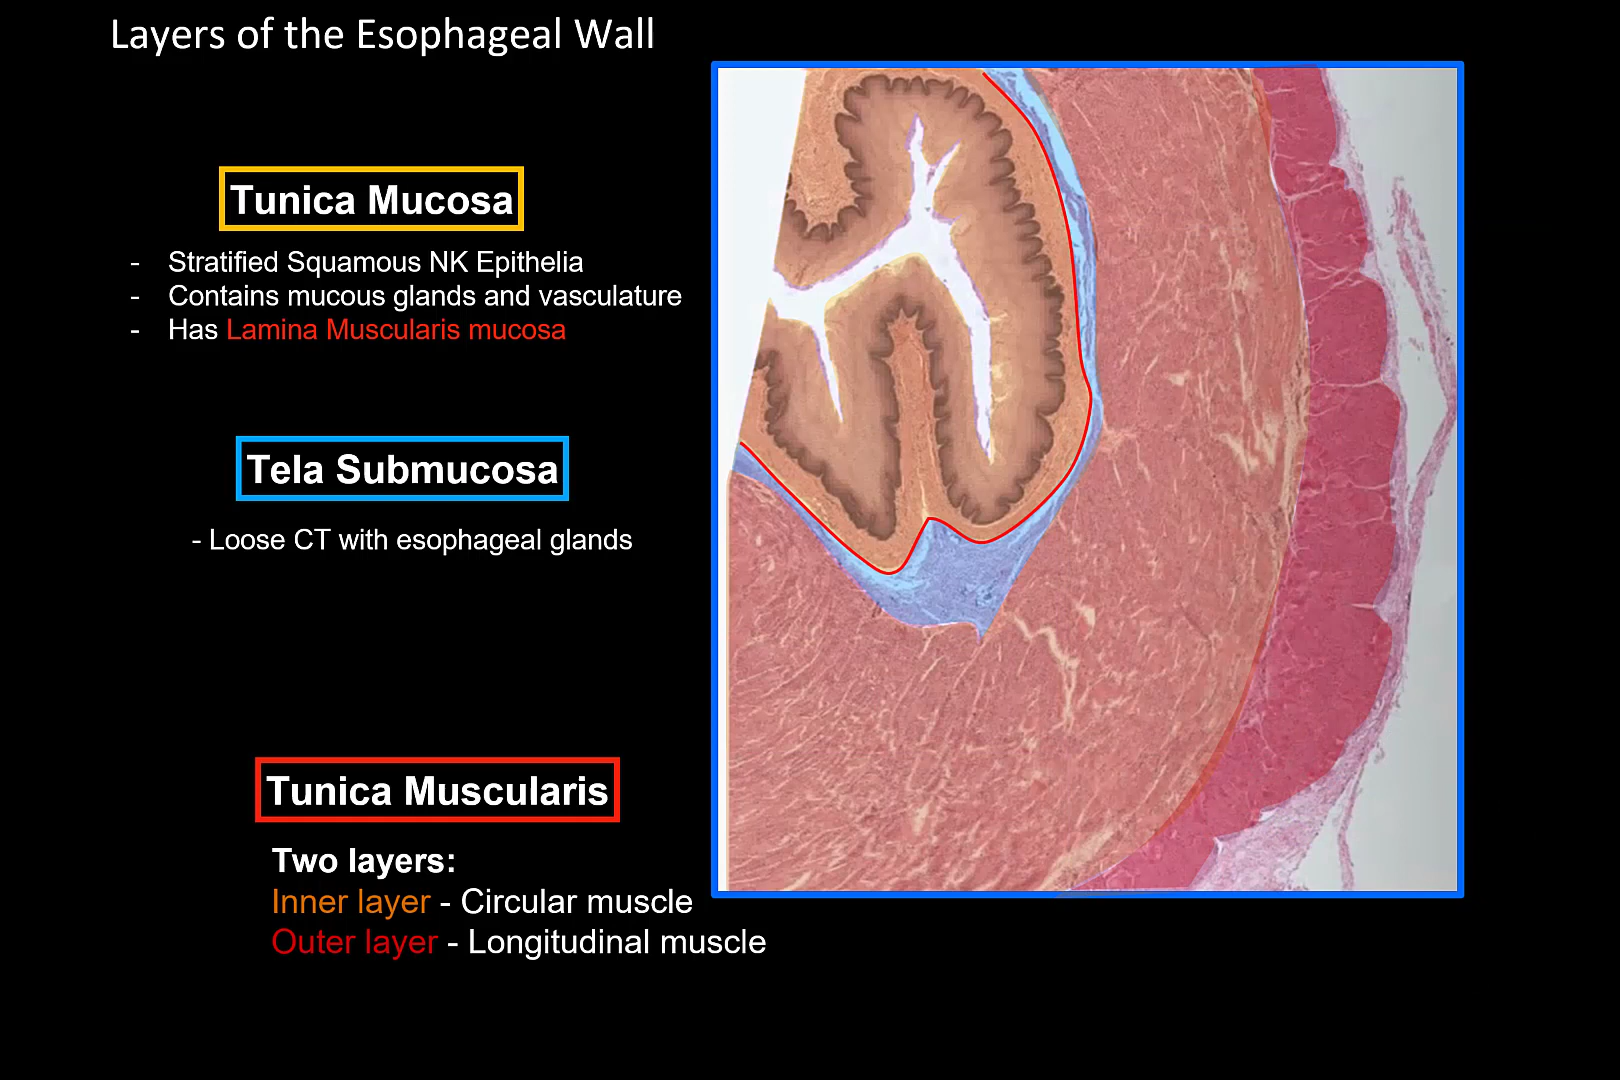 Layers of the Esophageal Wall
Tunica Mucosa
- Stratified Squamous NK Epithelia
- Contains mucous glands and vasculature
- Has Lamina Muscularis mucosa
Tela Submucosa
- Loose CT with esophageal glands
Tunica Muscularis
Two layers:
Inner layer - Circular muscle
Outer layer - Longitudinal muscle